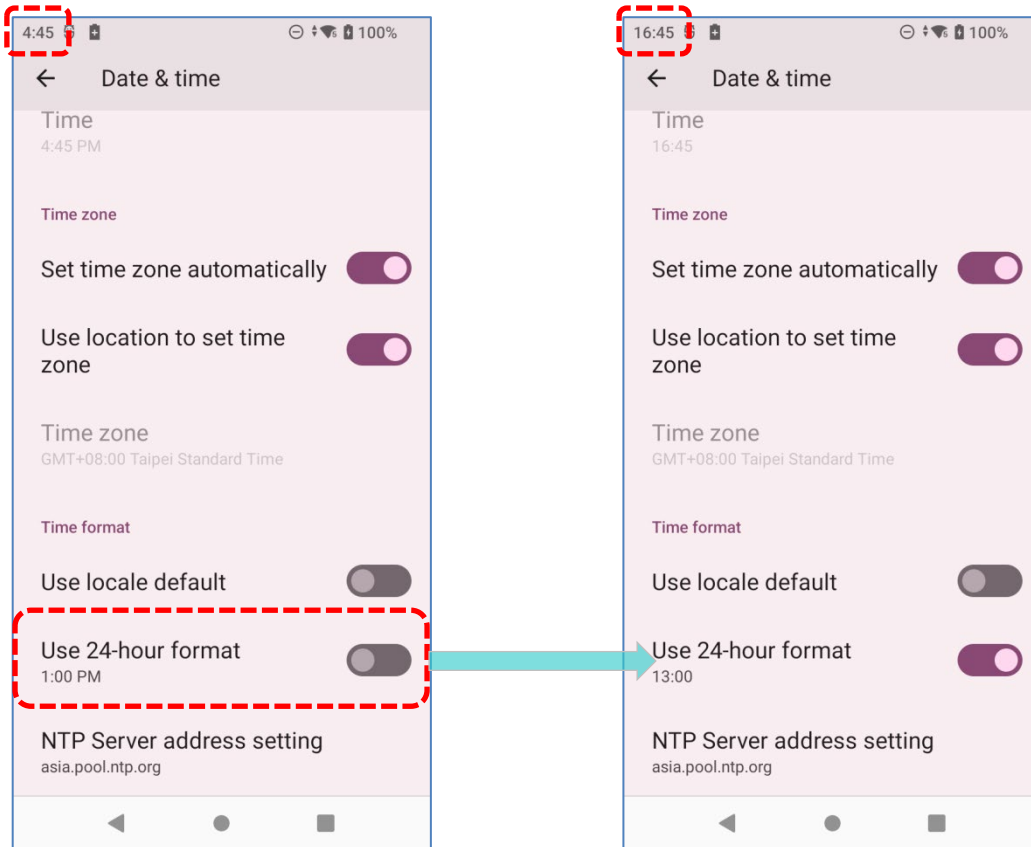 4:45
100%
Date & time
Time
4:45 PM
Time zone
Set time zone automatically
Use location to set time
zone
Time zone
GMT+08:00 Taipei Standard Time
Time format
Use locale default
Use 24-hour format
1:00 PM
NTP Server address setting
asia.pool.ntp.org
16:45
100%
Date & time
Time
16:45
Time zone
Set time zone automatically
Use location to set time
zone
Time zone
GMT+08:00 Taipei Standard Time
Time format
Use locale default
Use 24-hour format
13:00
NTP Server address setting
asia.pool.ntp.org